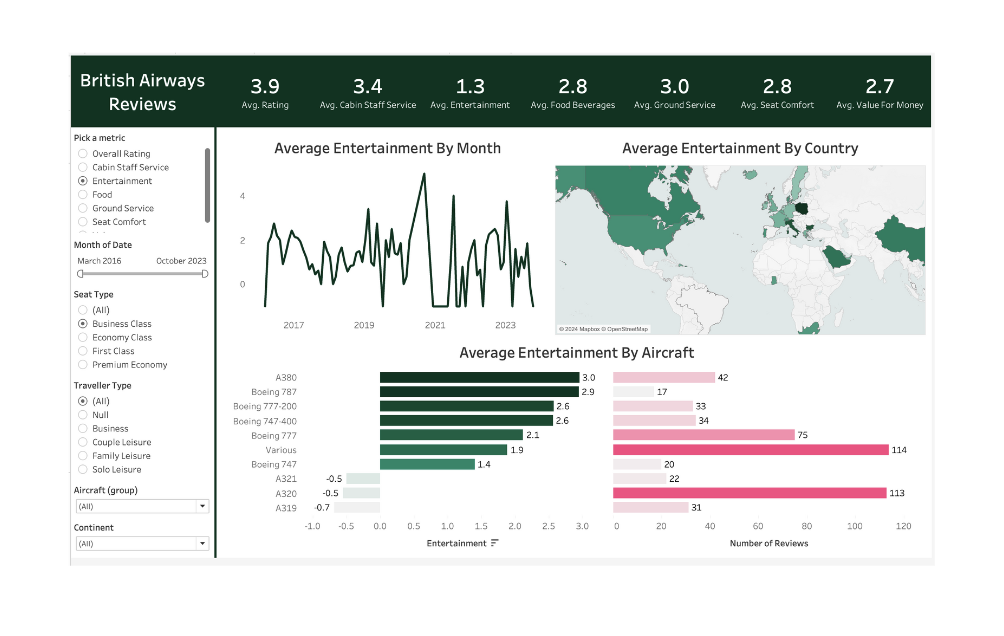 British Airways
Reviews
3.9
Avg. Rating
3.4
Avg. Cabin Staff Service
1.3
Avg. Entertainment
2.8
Avg. Food Beverages
3.0
Avg. Ground Service
2.8
Avg. Seat Comfort
2.7
Avg. Value For Money
Pick a metric
Overall Rating
Cabin Staff Service
Entertainment
Food
Ground Service
Seat Comfort
Month of Date
March 2016 October 2023
Seat Type
(All)
Business Class
Economy Class
First Class
Premium Economy
Traveller Type
(All)
Null
Business
Couple Leisure
Family Leisure
Solo Leisure
Aircraft (group)
(All)
Continent
(All)
Average Entertainment By Month
4
2
0
2017 2019 2021 2023
Average Entertainment By Country
© 2024 Mapbox © OpenStreetMap
Average Entertainment By Aircraft
A380 3.0 42
Boeing 787 2.9 17
Boeing 777-200 2.6 33
Boeing 747-400 2.6 34
Boeing 777 2.1 75
Various 1.9 114
Boeing 747 1.4 20
A321 -0.5 22
A320 -0.5 113
A319 -0.7 31
-1.0 -0.5 0.0 0.5 1.0 1.5 2.0 2.5 3.0
0 20 40 60 80 100 120
Entertainment
Number of Reviews